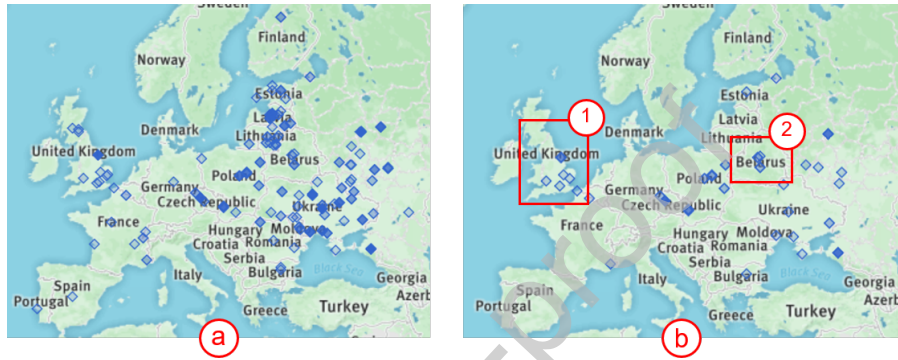 Sweden
Finland
Norway
Estonia
Latvia
Lithuania
Denmark
United Kingdom
Belarus
Poland
Germany
Czech Republic
Ukraine
France
Hungary
Moldova
Croatia
Romania
Serbia
Italy
Bulgaria
Black Sea
Georgia
Spain
Portugal
Azerb
Greece
Turkey
a
Sweden
Finland
Norway
Estonia
1
Latvia
Denmark
Lithuania
2
United Kingdom
Belarus
Poland
Germany
Czech Republic
Ukraine
France
Hungary
Moldova
Croatia
Romania
Serbia
Italy
Bulgaria
Black Sea
Georgia
Spain
Portugal
Azerb
Greece
Turkey
b